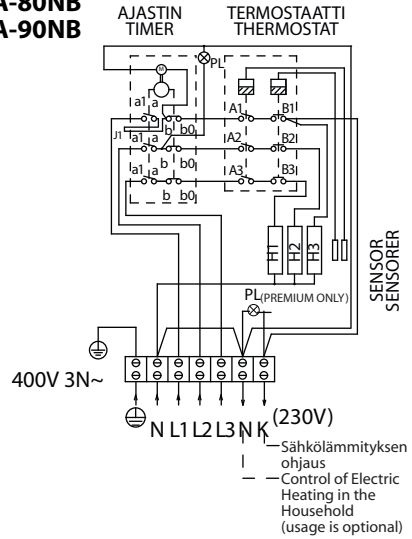 A-80NB
A-90NB
AJASTIN
TIMER
TERMOSTAATTI
THERMOSTAT
PL
M
a1 a
A1
B1
J1
b b0
a1 a
A2
B2
b b0
a1 a
A3
B3
b b0
H1
H2
H3
SENSOR
SENSORER
PL(PREMIUM ONLY)
400V 3N~
N L1 L2 L3 N K (230V)
Sähkölämmityksen
ohjaus
Control of Electric
Heating in the
Household
(usage is optional)